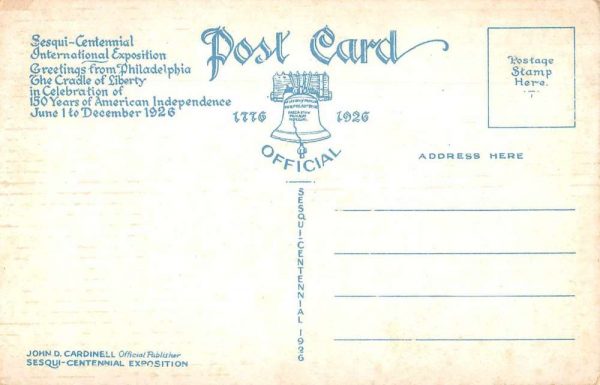 Sesqui-Centennial
International Exposition
Greetings from Philadelphia
The Cradle of Liberty
in Celebration of
150 Years of American Independence
June 1 to December 1926
Post Card
1776
1926
OFFICIAL
Postage
Stamp
Here.
ADDRESS HERE
SESQUI-CENTENNIAL 1926
JOHN D. CARDINELL Official Publisher
SESQUI-CENTENNIAL EXPOSITION